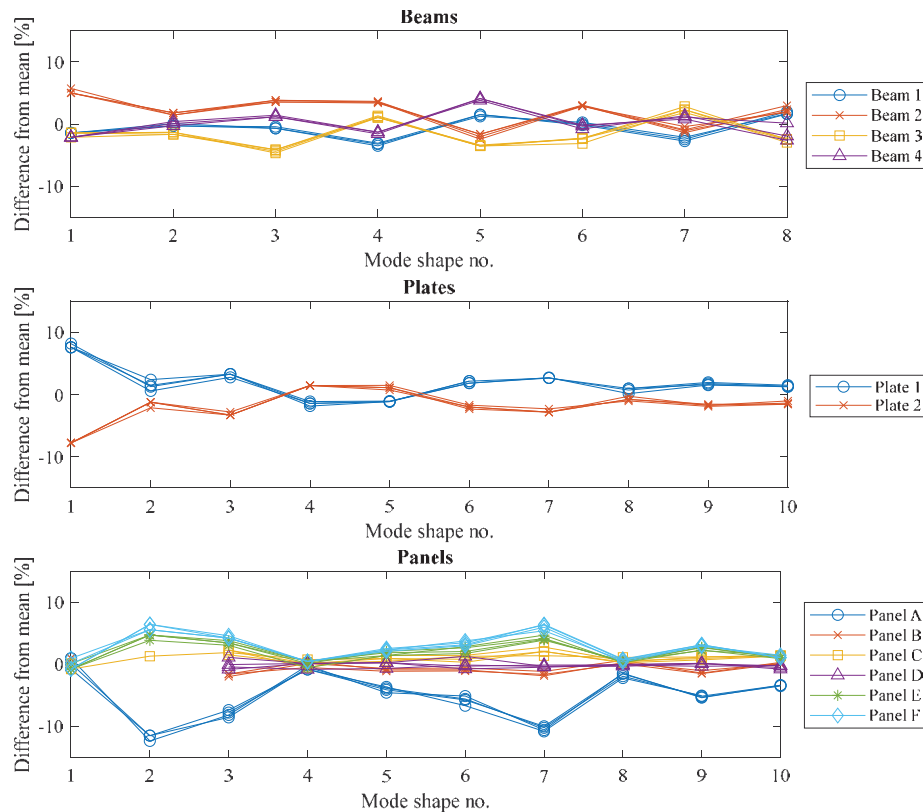 Beams
Difference from mean [%]
10
0
-10
1 2 3 4 5 6 7 8
Mode shape no.
Beam 1
Beam 2
Beam 3
Beam 4
Plates
Difference from mean [%]
10
0
-10
1 2 3 4 5 6 7 8 9 10
Mode shape no.
Plate 1
Plate 2
Panels
Difference from mean [%]
10
0
-10
1 2 3 4 5 6 7 8 9 10
Mode shape no.
Panel A
Panel B
Panel C
Panel D
Panel E
Panel F